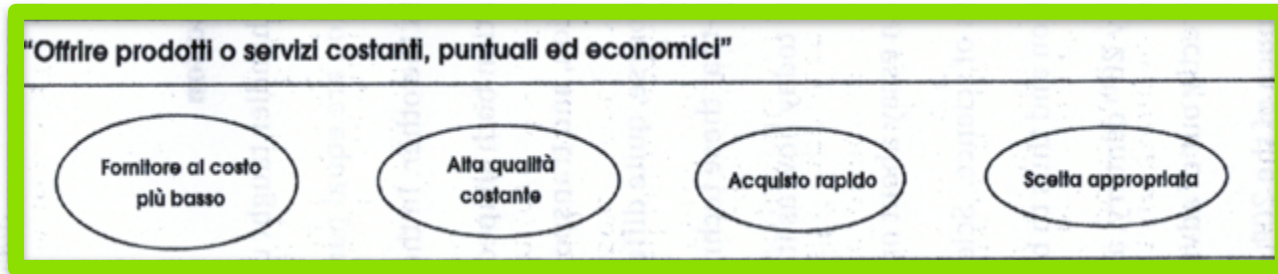 "Offrire prodotti o servizi costanti, puntuali ed economici"
Fornitore al costo
più basso
Alta qualità
costante
Acquisto rapido
Scelta appropriata